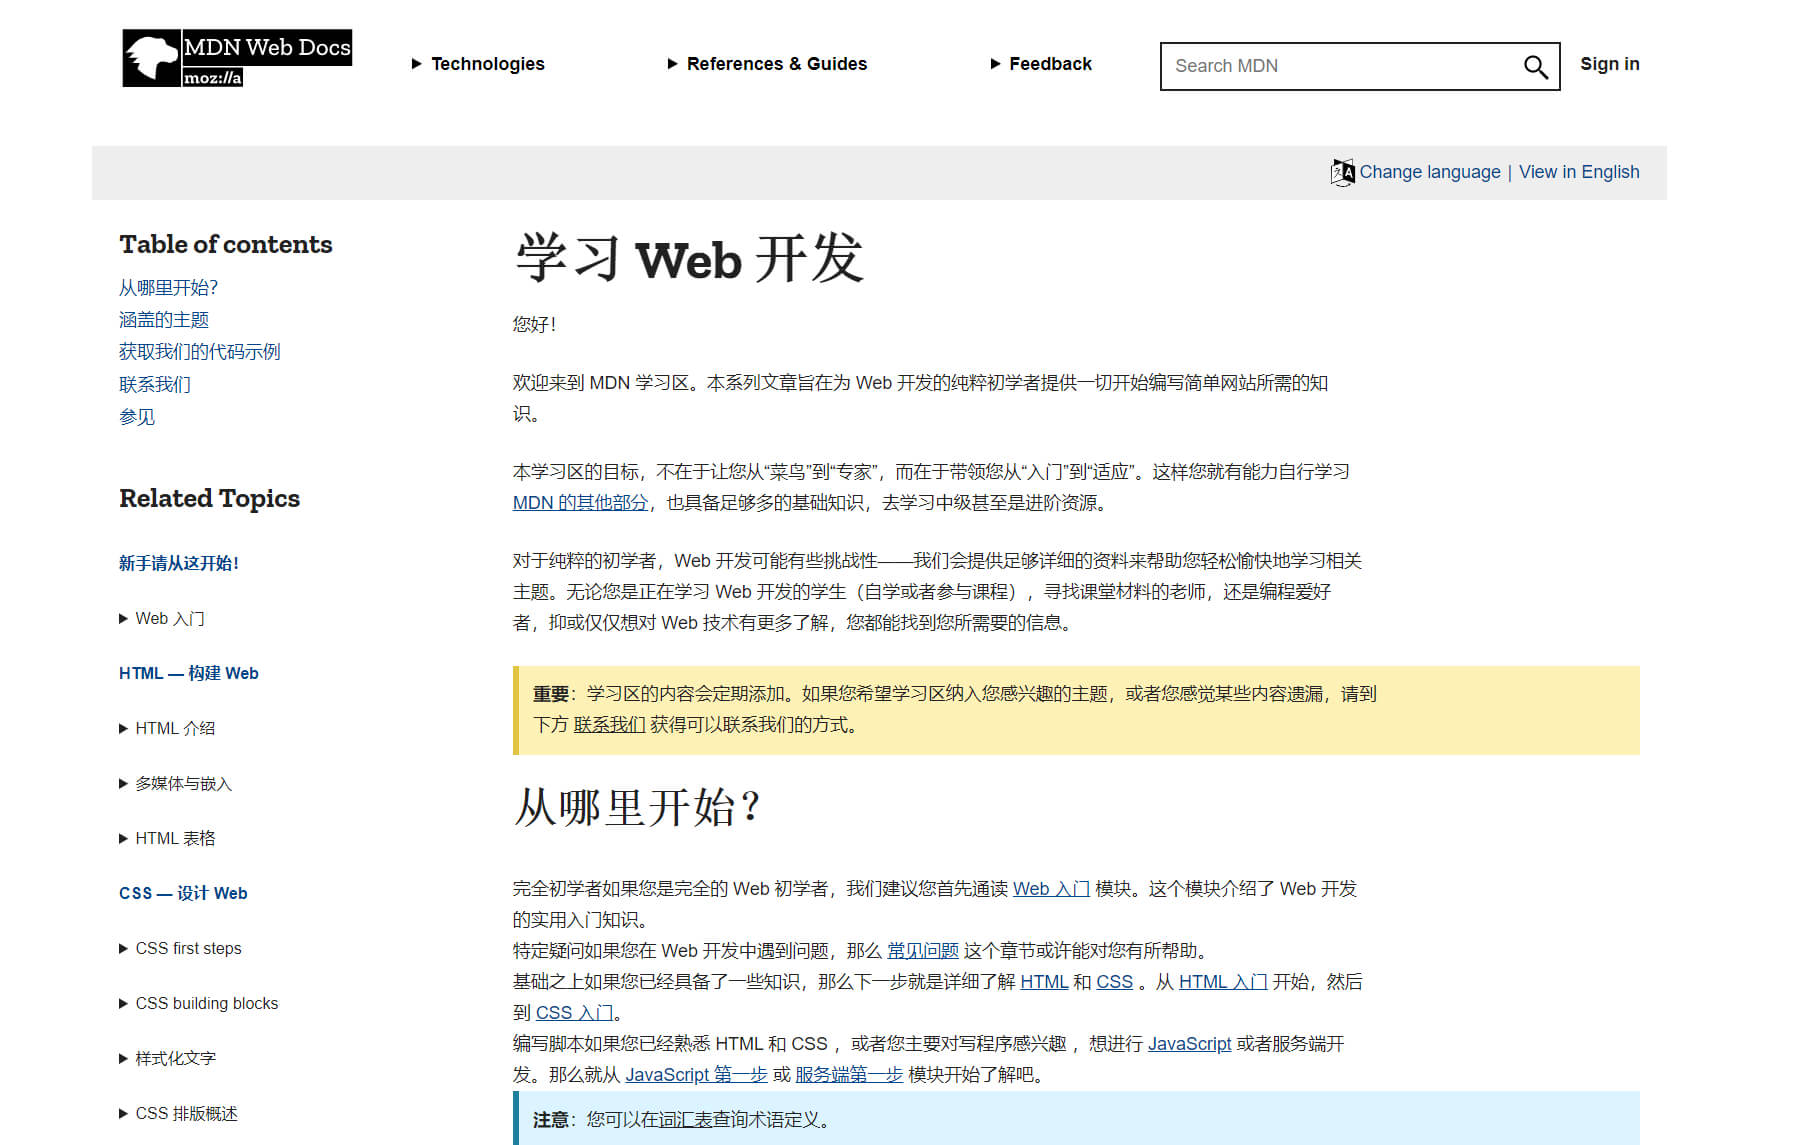 MDN Web Docs
moz://a
Technologies
References & Guides
Feedback
Search MDN
Sign in
Change language | View in English
Table of contents
从哪里开始？
涵盖的主题
获取我们的代码示例
联系我们
参见
Related Topics
新手请从这开始！
Web 入门
HTML — 构建 Web
HTML 介绍
多媒体与嵌入
HTML 表格
CSS — 设计 Web
CSS first steps
CSS building blocks
样式化文字
CSS 排版概述
学习 Web 开发
您好！
欢迎来到 MDN 学习区。本系列文章旨在为 Web 开发的纯粹初学者提供一切开始编写简单网站所需的知
识。
本学习区的目标，不在于让您从“菜鸟”到“专家”，而在于带领您从“入门”到“适应”。这样您就有能力自行学习
MDN 的其他部分，也具备足够多的基础知识，去学习中级甚至是进阶资源。
对于纯粹的初学者，Web 开发可能有些挑战性——我们会提供足够详细的资料来帮助您轻松愉快地学习相关
主题。无论您是正在学习 Web 开发的学生（自学或者参与课程），寻找课堂材料的老师，还是编程爱好
者，抑或仅仅想对 Web 技术有更多了解，您都能找到您所需要的信息。
重要：学习区的内容会定期添加。如果您希望学习区纳入您感兴趣的主题，或者您感觉某些内容遗漏，请到
下方 联系我们 获得可以联系我们的方式。
从哪里开始？
完全初学者如果您是完全的 Web 初学者，我们建议您首先通读 Web 入门 模块。这个模块介绍了 Web 开发
的实用入门知识。
特定疑问如果您在 Web 开发中遇到问题，那么 常见问题 这个章节或许能对您有所帮助。
基础之上如果您已经具备了一些知识，那么下一步就是详细了解 HTML 和 CSS 。从 HTML 入门 开始，然后
到 CSS 入门。
编写脚本如果您已经熟悉 HTML 和 CSS ，或者您主要对写程序感兴趣 ，想进行 JavaScript 或者服务端开
发。那么就从 JavaScript 第一步 或 服务端第一步 模块开始了解吧。
注意：您可以在词汇表查询术语定义。